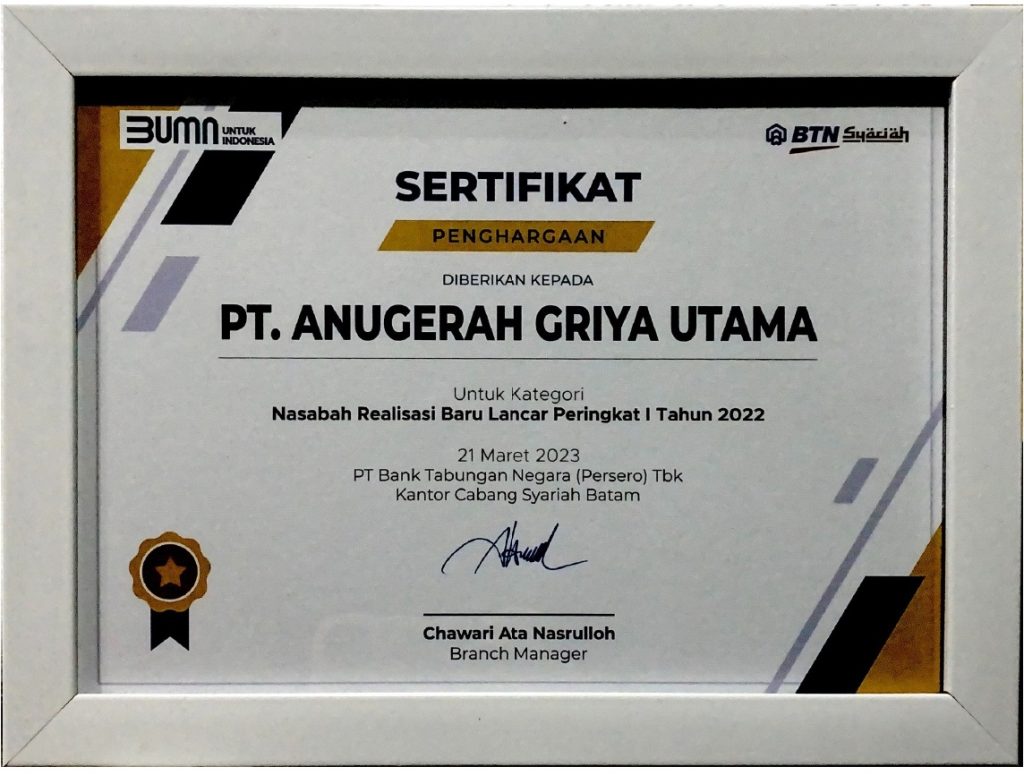 BUMN UNTUK INDONESIA
BTN Syariah
SERTIFIKAT
PENGHARGAAN
DIBERIKAN KEPADA
PT. ANUGERAH GRIYA UTAMA
Untuk Kategori
Nasabah Realisasi Baru Lancar Peringkat I Tahun 2022
21 Maret 2023
PT Bank Tabungan Negara (Persero) Tbk
Kantor Cabang Syariah Batam
Chawari Ata Nasrulloh
Branch Manager